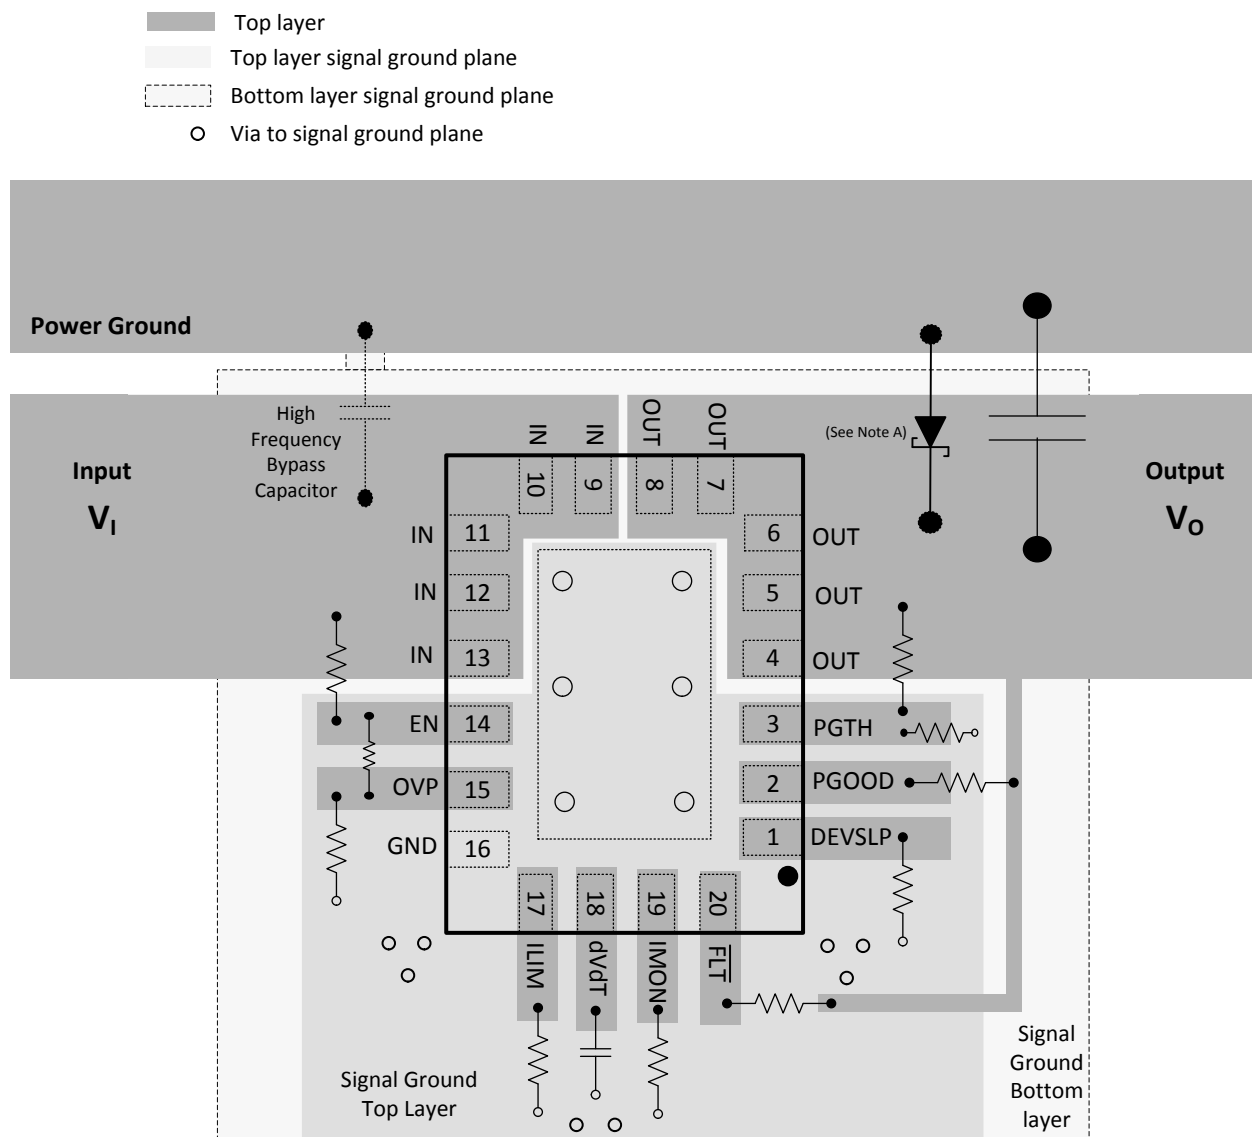 Top layer
Top layer signal ground plane
Bottom layer signal ground plane
Via to signal ground plane
Power Ground
High
Frequency
Bypass
Capacitor
(See Note A)
Input
V_I
Output
V_O
IN
IN
OUT
OUT
10
9
8
7
IN 11
IN 12
IN 13
EN 14
OVP 15
GND 16
6 OUT
5 OUT
4 OUT
3 PGTH
2 PGOOD
1 DEVSLP
17
18
19
20
ILIM
dVdT
IMON
FLT
Signal Ground
Top Layer
Signal
Ground
Bottom
layer